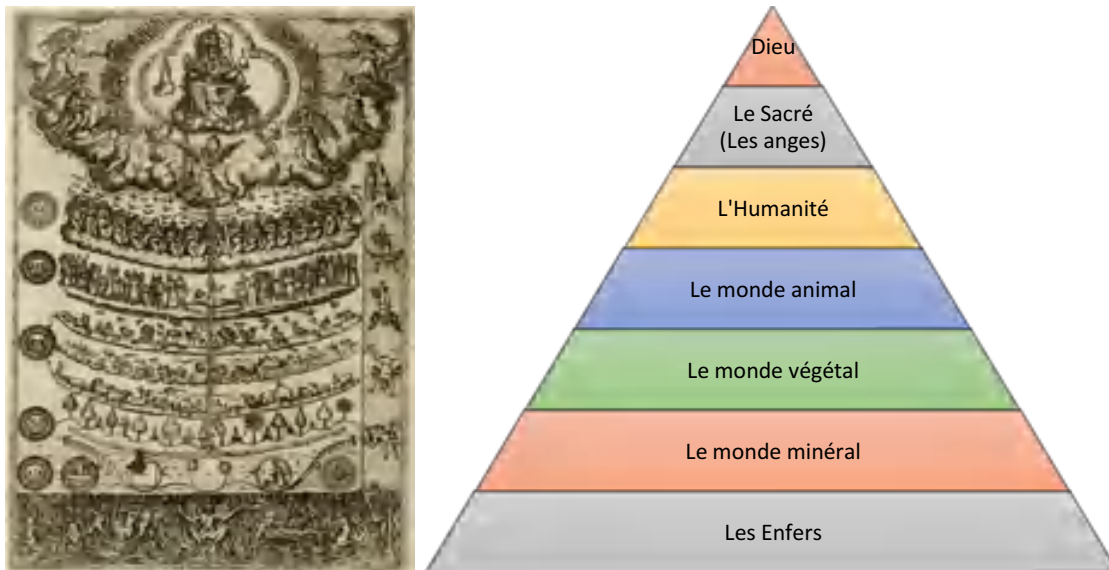 Dieu
Le Sacré
(Les anges)
L'Humanité
Le monde animal
Le monde végétal
Le monde minéral
Les Enfers